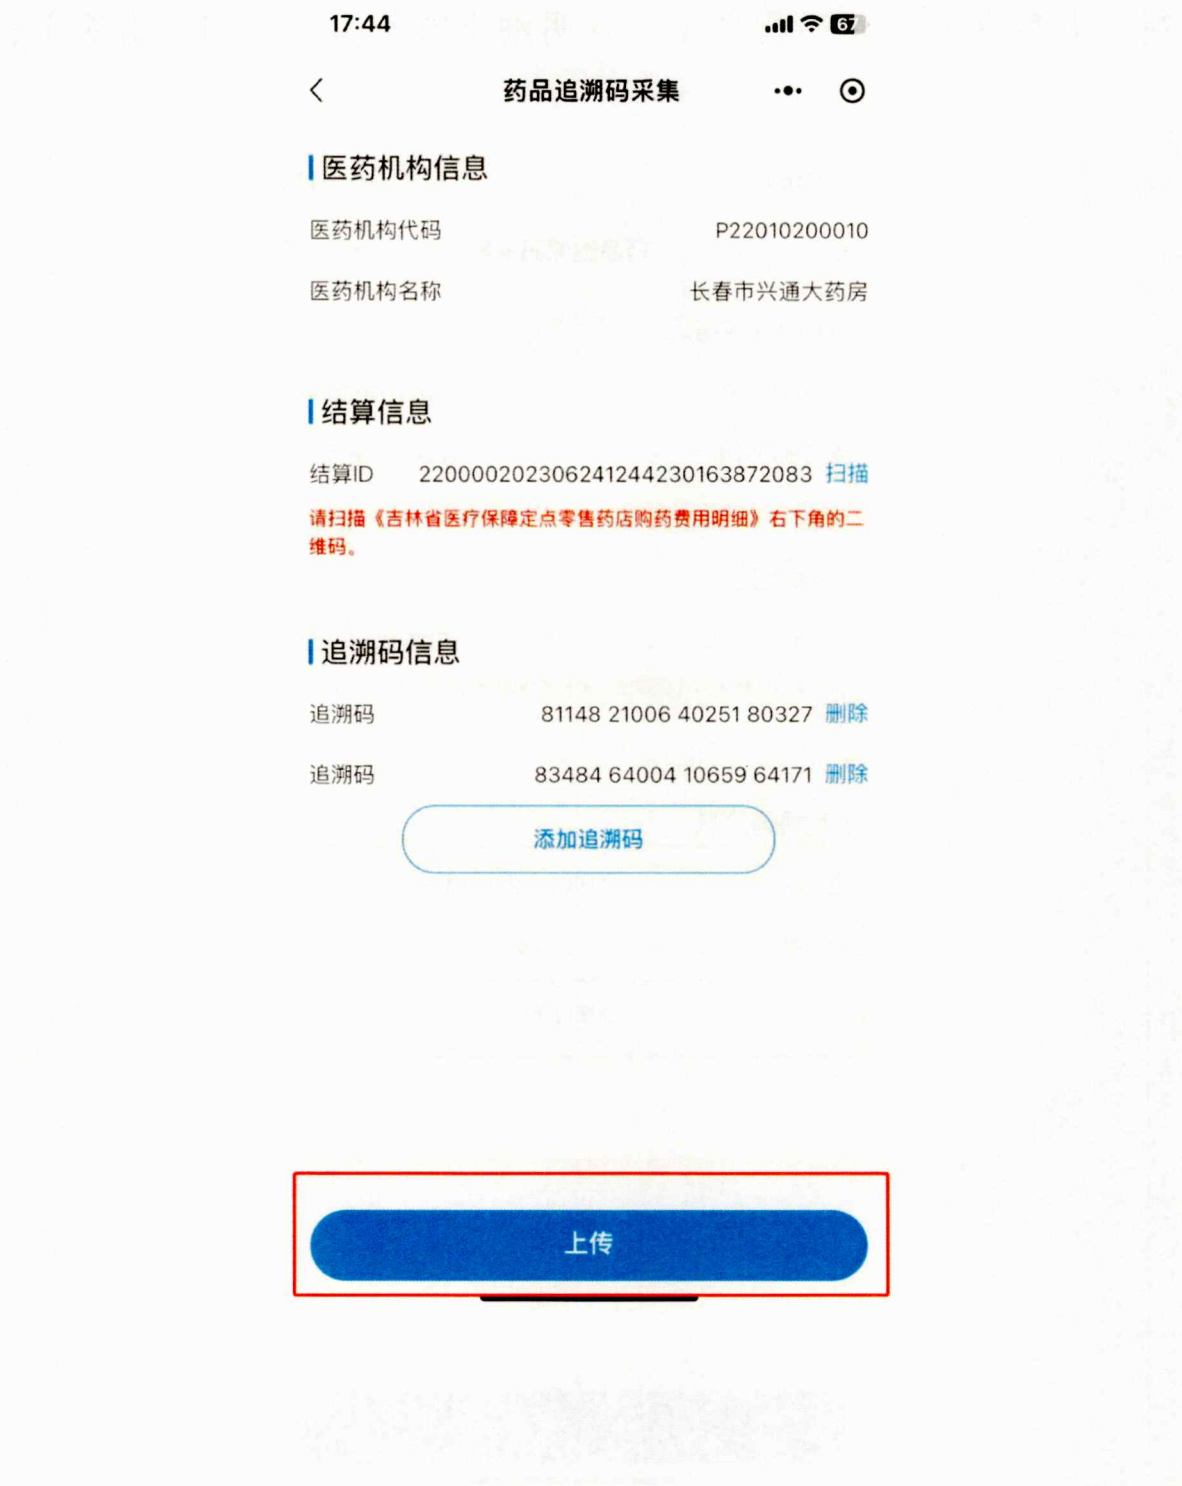 17:44
67
药品追溯码采集
医药机构信息
医药机构代码 P22010200010
医药机构名称 长春市兴通大药房
结算信息
结算ID 220000202306241244230163872083 扫描
请扫描《吉林省医疗保障定点零售药店购药费用明细》右下角的二
维码。
追溯码信息
追溯码 81148 21006 40251 80327 删除
追溯码 83484 64004 10659 64171 删除
添加追溯码
上传